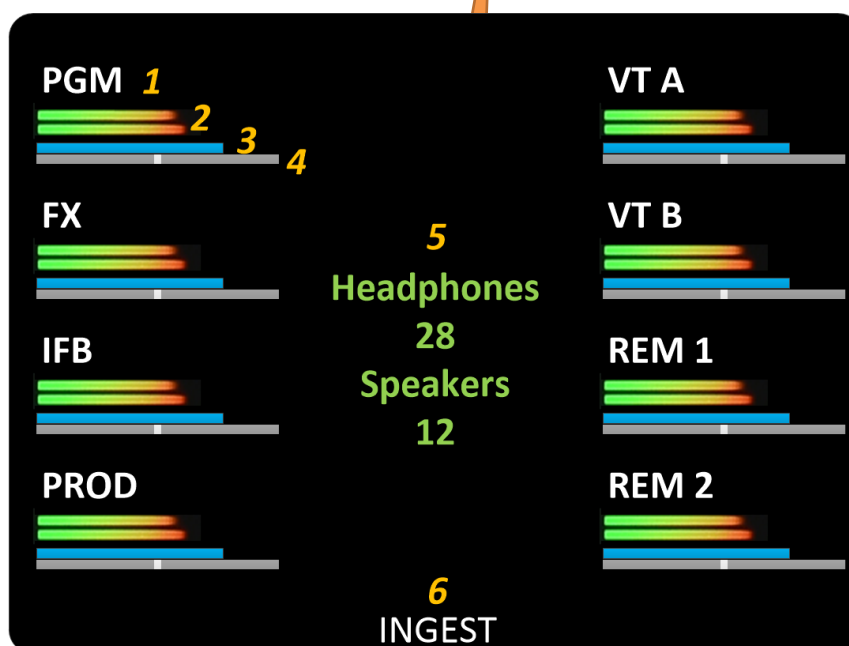 PGM 1
2
3
4
FX
IFB
PROD
5
Headphones
28
Speakers
12
VT A
VT B
REM 1
REM 2
6
INGEST